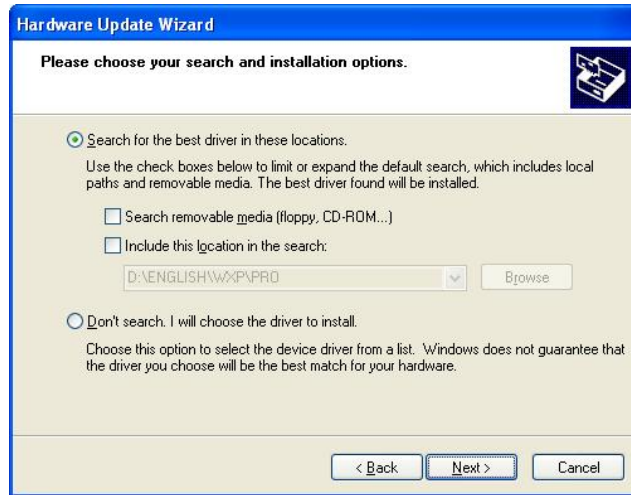 Hardware Update Wizard
Please choose your search and installation options.
Search for the best driver in these locations.
Use the check boxes below to limit or expand the default search, which includes local
paths and removable media. The best driver found will be installed.
Search removable media (floppy, CD-ROM...)
Include this location in the search:
D:\ENGLISH\WXP\PRO
Browse
Don't search. I will choose the driver to install.
Choose this option to select the device driver from a list. Windows does not guarantee that
the driver you choose will be the best match for your hardware.
< Back
Next >
Cancel